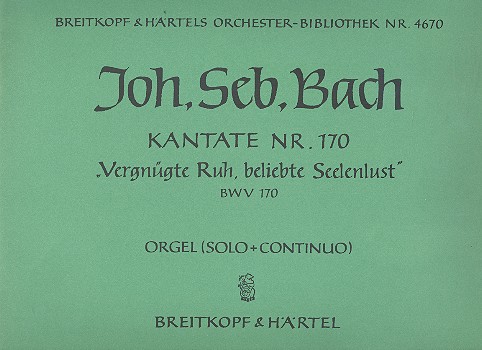 BREITKOPF & HÄRTELS ORCHESTER-BIBLIOTHEK NR. 4670
Joh. Seb. Bach
KANTATE NR. 170
„Vergnügte Ruh, beliebte Seelenlust"
BWV 170
ORGEL (SOLO+CONTINUO)
BREITKOPF & HÄRTEL